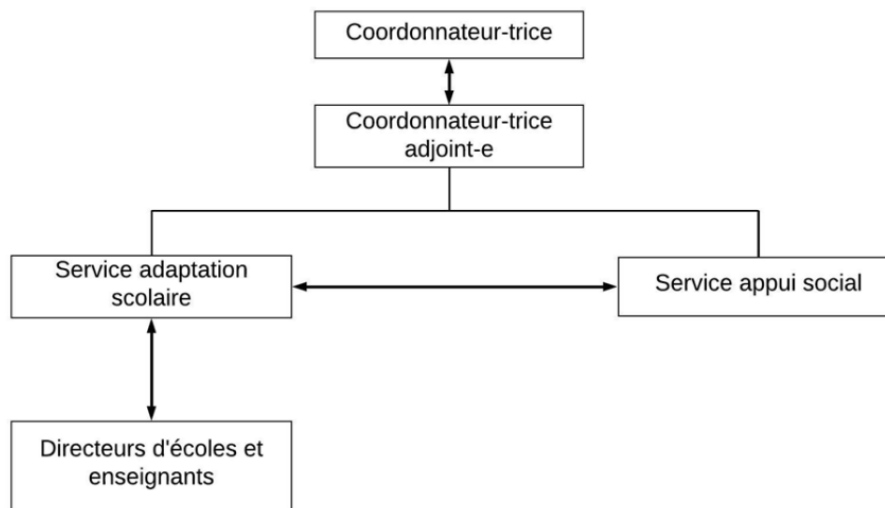 Coordonnateur-trice
Coordonnateur-trice
adjoint-e
Service adaptation
scolaire
Service appui social
Directeurs d'écoles et
enseignants